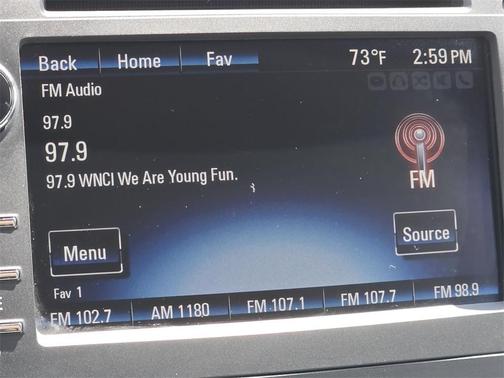 Back Home Fav 73°F 2:59 PM
FM Audio
97.9
97.9
97.9 WNCI We Are Young Fun.
FM
Menu Source
Fav 1
FM 102.7 AM 1180 FM 107.1 FM 107.7 FM 98.9